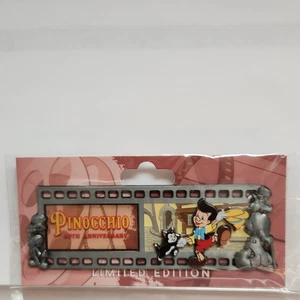 PINOCCHIO
80TH ANNIVERSARY
LIMITED EDITION